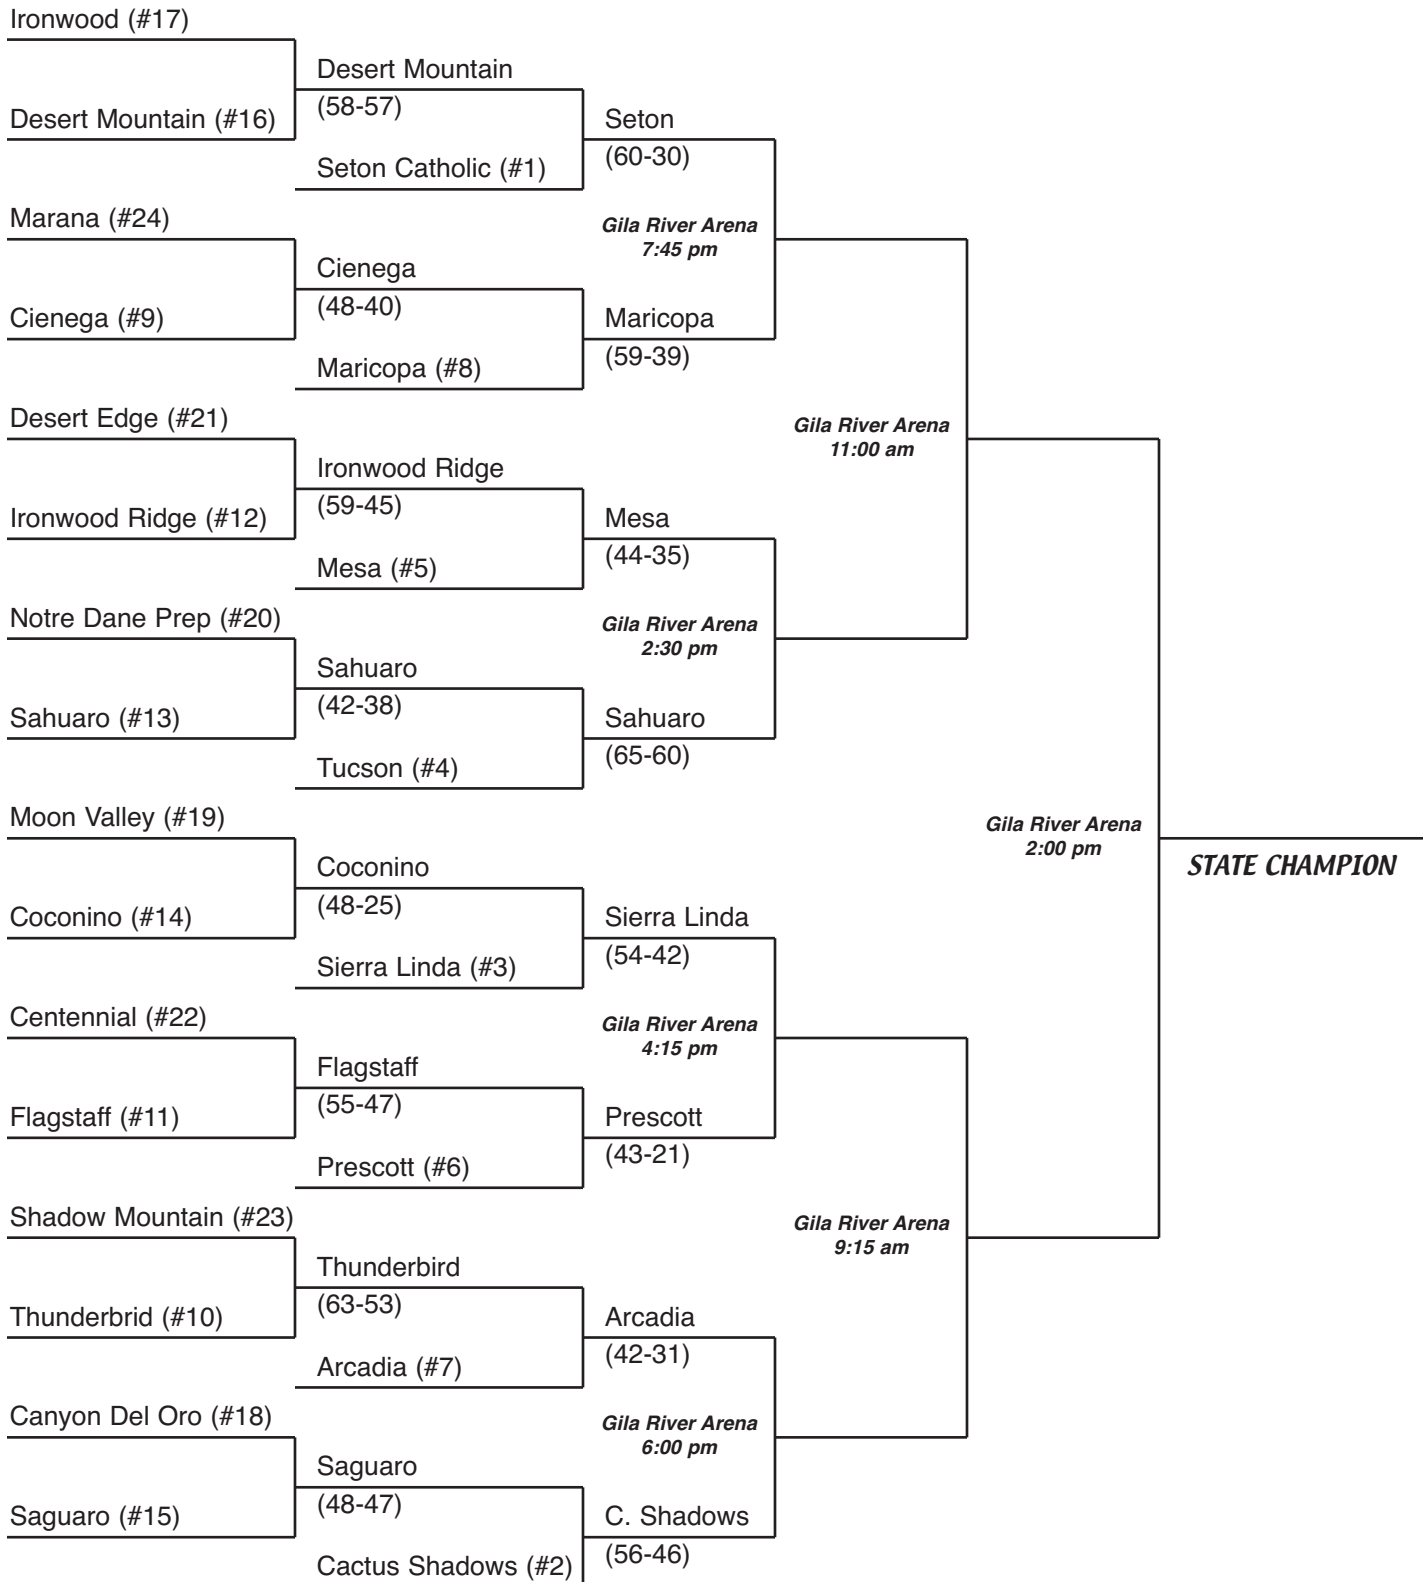 Ironwood (#17)
Desert Mountain
(58-57)
Desert Mountain (#16)
Seton
(60-30)
Seton Catholic (#1)
Marana (#24)
Gila River Arena
7:45 pm
Cienega
(48-40)
Cienega (#9)
Maricopa
(59-39)
Maricopa (#8)
Desert Edge (#21)
Gila River Arena
11:00 am
Ironwood Ridge
(59-45)
Ironwood Ridge (#12)
Mesa
(44-35)
Mesa (#5)
Notre Dane Prep (#20)
Gila River Arena
2:30 pm
Sahuaro
(42-38)
Sahuaro (#13)
Sahuaro
(65-60)
Tucson (#4)
Moon Valley (#19)
Gila River Arena
2:00 pm
STATE CHAMPION
Coconino
(48-25)
Coconino (#14)
Sierra Linda
(54-42)
Sierra Linda (#3)
Centennial (#22)
Gila River Arena
4:15 pm
Flagstaff
(55-47)
Flagstaff (#11)
Prescott
(43-21)
Prescott (#6)
Shadow Mountain (#23)
Gila River Arena
9:15 am
Thunderbird
(63-53)
Thunderbrid (#10)
Arcadia
(42-31)
Arcadia (#7)
Canyon Del Oro (#18)
Gila River Arena
6:00 pm
Saguaro
(48-47)
Saguaro (#15)
C. Shadows
(56-46)
Cactus Shadows (#2)